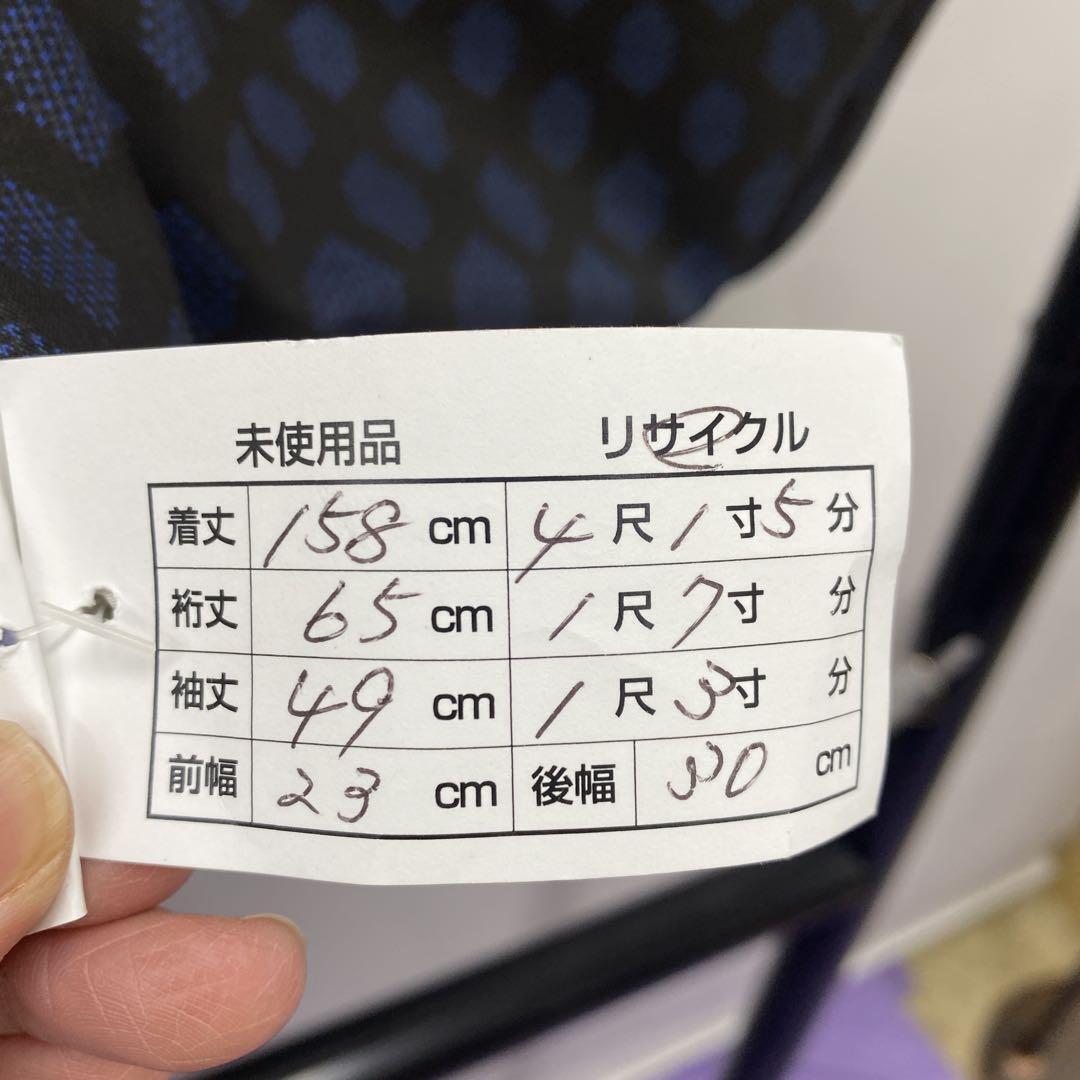 未使用品 リサイクル
着丈 158 cm 4 尺 1 寸 5 分
裄丈 65 cm 1 尺 7 寸 分
袖丈 49 cm 1 尺 3 寸 分
前幅 23 cm 後幅 30 cm